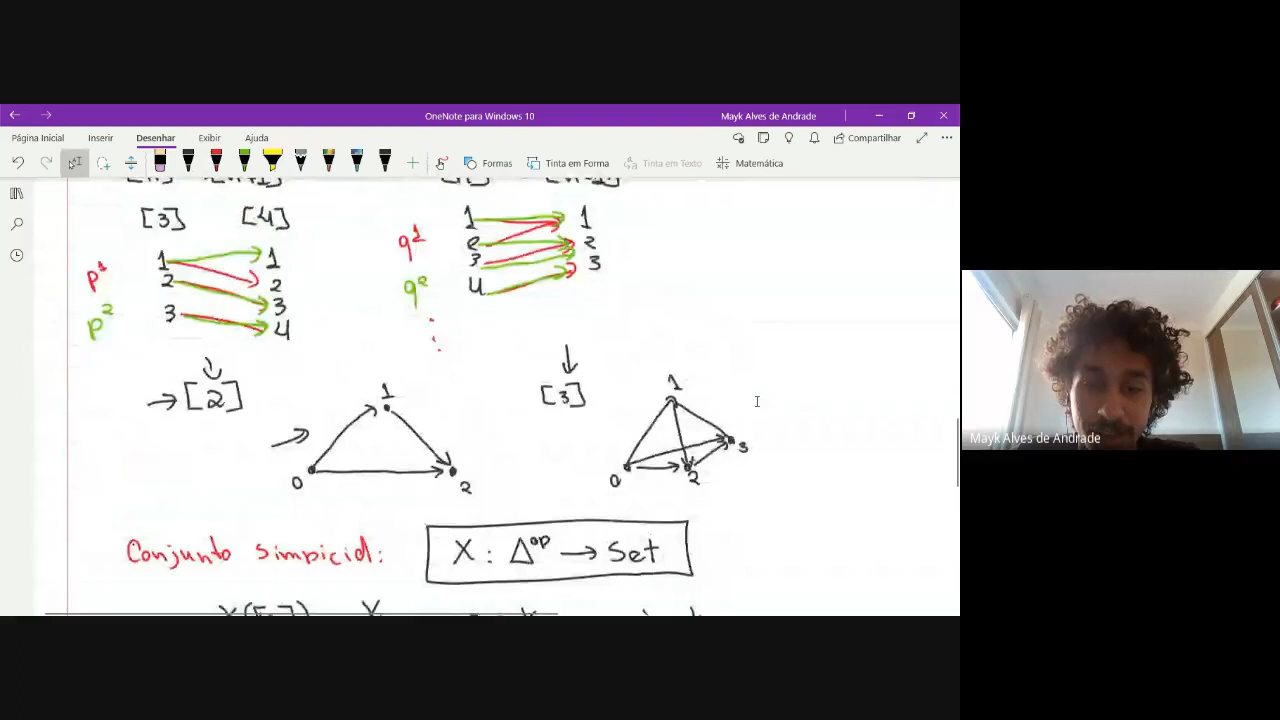 OneNote para Windows 10
Mayk Alves de Andrade
Página Inicial Inserir Desenhar Exibir Ajuda
Compartilhar
Formas Tinta em Forma Tinta em Texto Matemática
[3] [4]
1 1
2 2
3 3
4
p¹
p²
1 1
2 2
3 3
4
q¹
q²
⋮
→ [2]
0 1 2
[3]
0 1 2 3
Conjunto simpicial: X : Δᵒᵖ → Set
Mayk Alves de Andrade